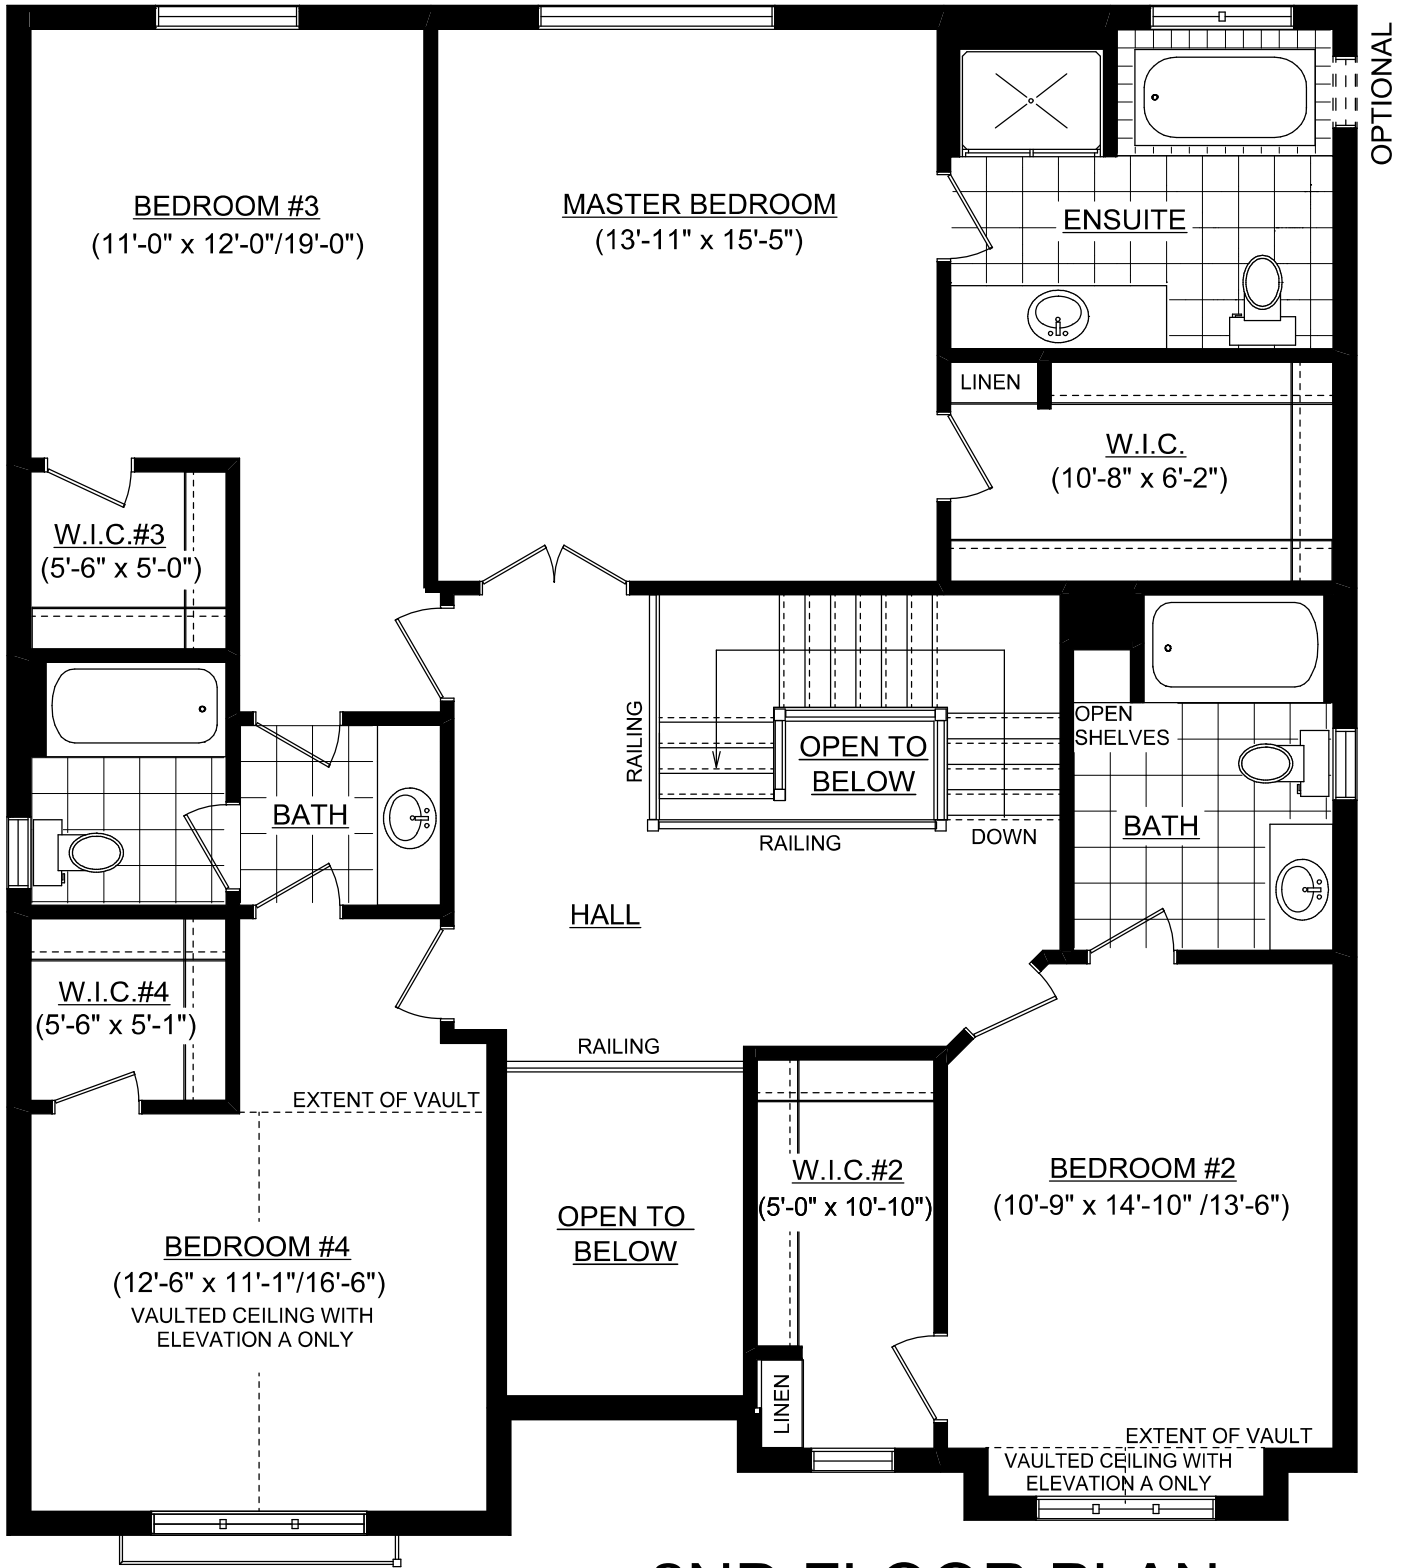 OPTIONAL
BEDROOM #3
(11'-0" x 12'-0"/19'-0")
MASTER BEDROOM
(13'-11" x 15'-5")
ENSUITE
LINEN
W.I.C.
(10'-8" x 6'-2")
W.I.C.#3
(5'-6" x 5'-0")
RAILING
OPEN TO
BELOW
RAILING
DOWN
OPEN
SHELVES
BATH
BATH
HALL
W.I.C.#4
(5'-6" x 5'-1")
RAILING
EXTENT OF VAULT
BEDROOM #4
(12'-6" x 11'-1"/16'-6")
VAULTED CEILING WITH
ELEVATION A ONLY
OPEN TO
BELOW
W.I.C.#2
(5'-0" x 10'-10")
LINEN
BEDROOM #2
(10'-9" x 14'-10" /13'-6")
EXTENT OF VAULT
VAULTED CEILING WITH
ELEVATION A ONLY
2ND FLOOR PLAN